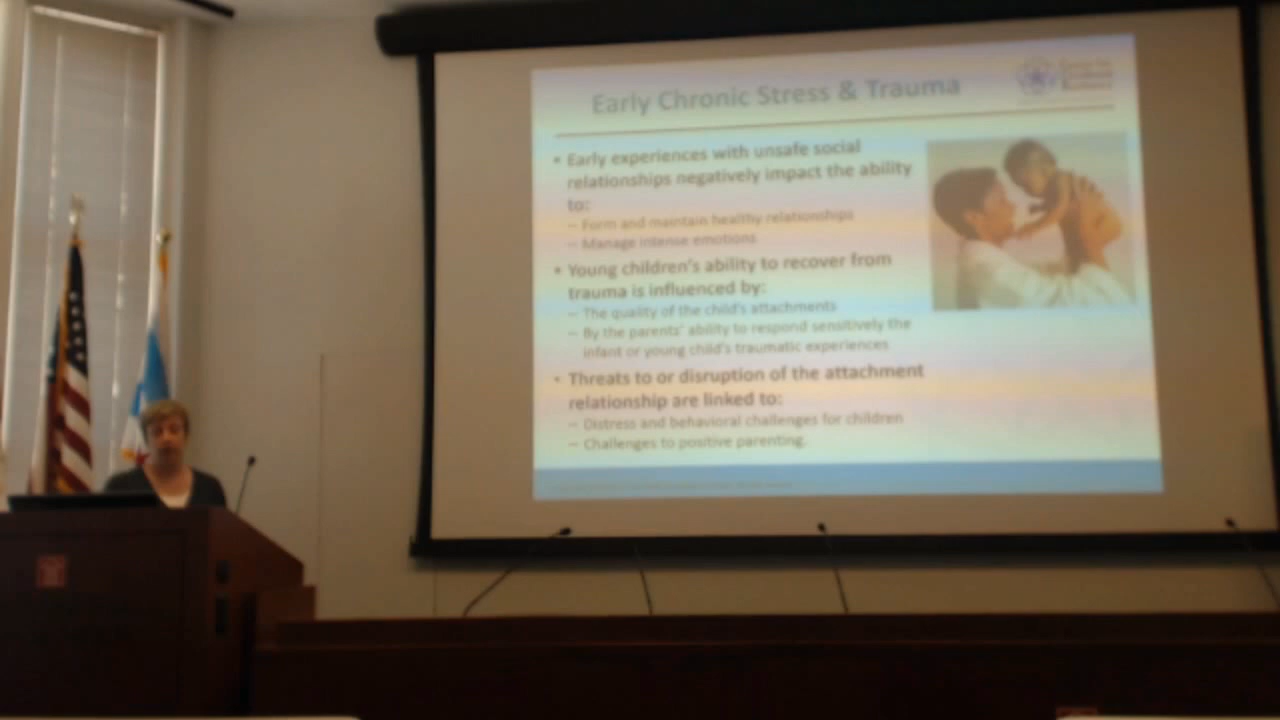 Early Chronic Stress & Trauma
• Early experiences with unsafe social
relationships negatively impact the ability
to:
– Form and maintain healthy relationships
– Manage intense emotions
• Young children's ability to recover from
trauma is influenced by:
– The quality of the child's attachments
– By the parents' ability to respond sensitively the
infant or young child's traumatic experiences
• Threats to or disruption of the attachment
relationship are linked to:
– Distress and behavioral challenges for children
– Challenges to positive parenting.